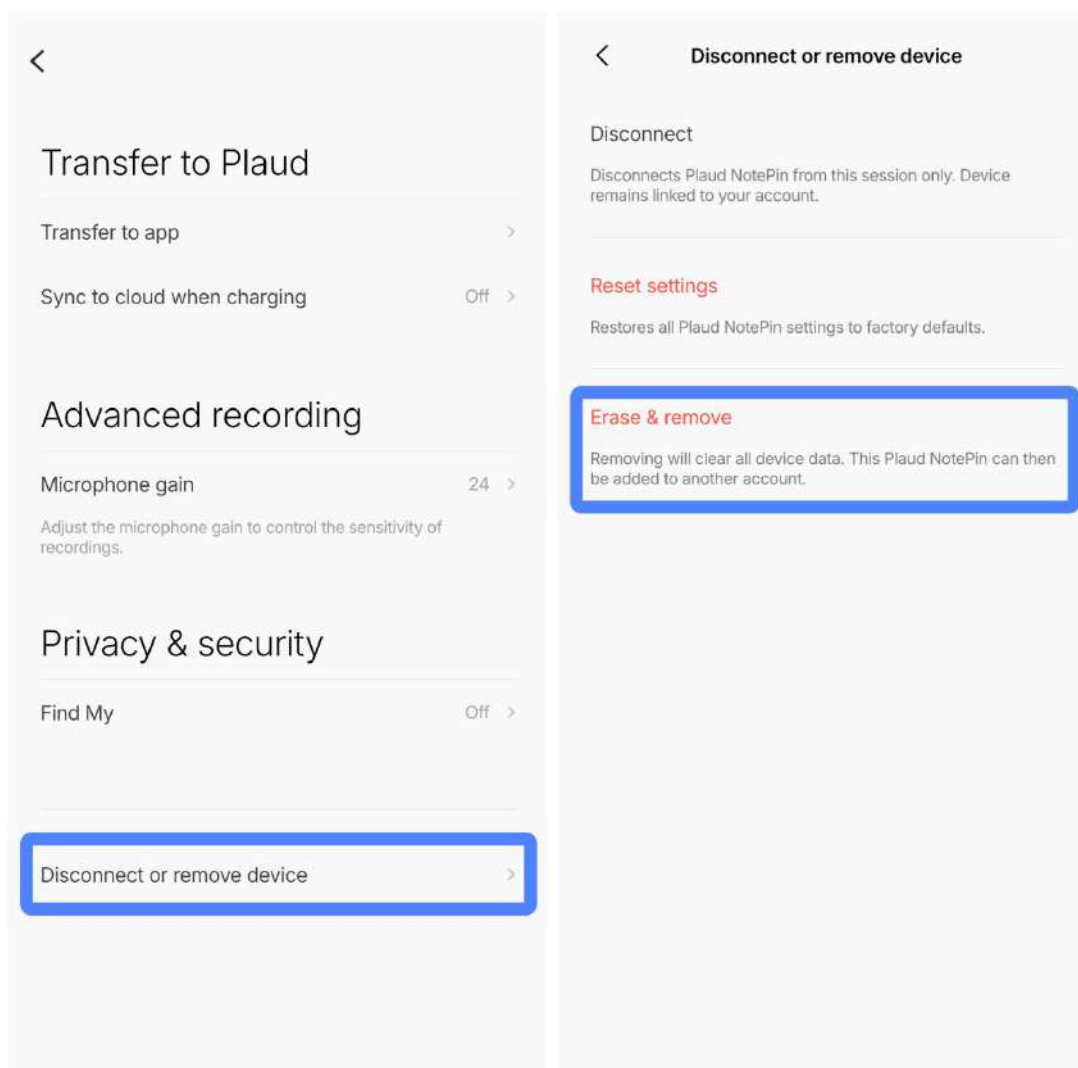 Transfer to Plaud
Transfer to app
Sync to cloud when charging Off
Advanced recording
Microphone gain 24
Adjust the microphone gain to control the sensitivity of
recordings.
Privacy & security
Find My Off
Disconnect or remove device
Disconnect or remove device
Disconnect
Disconnects Plaud NotePin from this session only. Device
remains linked to your account.
Reset settings
Restores all Plaud NotePin settings to factory defaults.
Erase & remove
Removing will clear all device data. This Plaud NotePin can then
be added to another account.